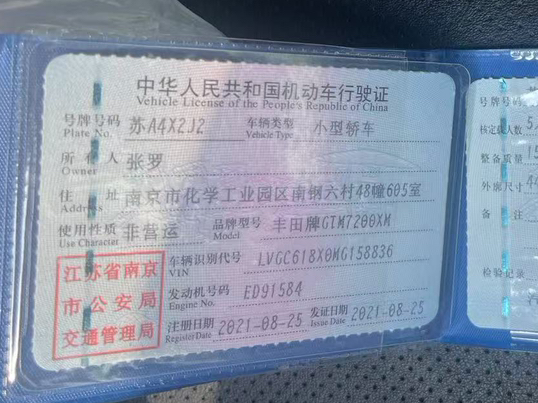 中华人民共和国机动车行驶证
Vehicle License of the People's Republic of China
号牌号码 苏A4X2J2 车辆类型 小型轿车
Plate No. Vehicle Type
所有人 张罗
Owner
住址 南京市化学工业园区南钢六村48幢605室
Address
使用性质 非营运 品牌型号 丰田牌GTM7200XM
Use Character Model
车辆识别代号 LVGC618X0MG158836
VIN
发动机号码 ED91584
Engine No.
注册日期 2021-08-25 发证日期 2021-08-25
Register Date Issue Date
江苏省南京
市公安局
交通管理局
号牌号码
核定载人数 5
整备质量 15
外廓尺寸 44
备注
检验记录